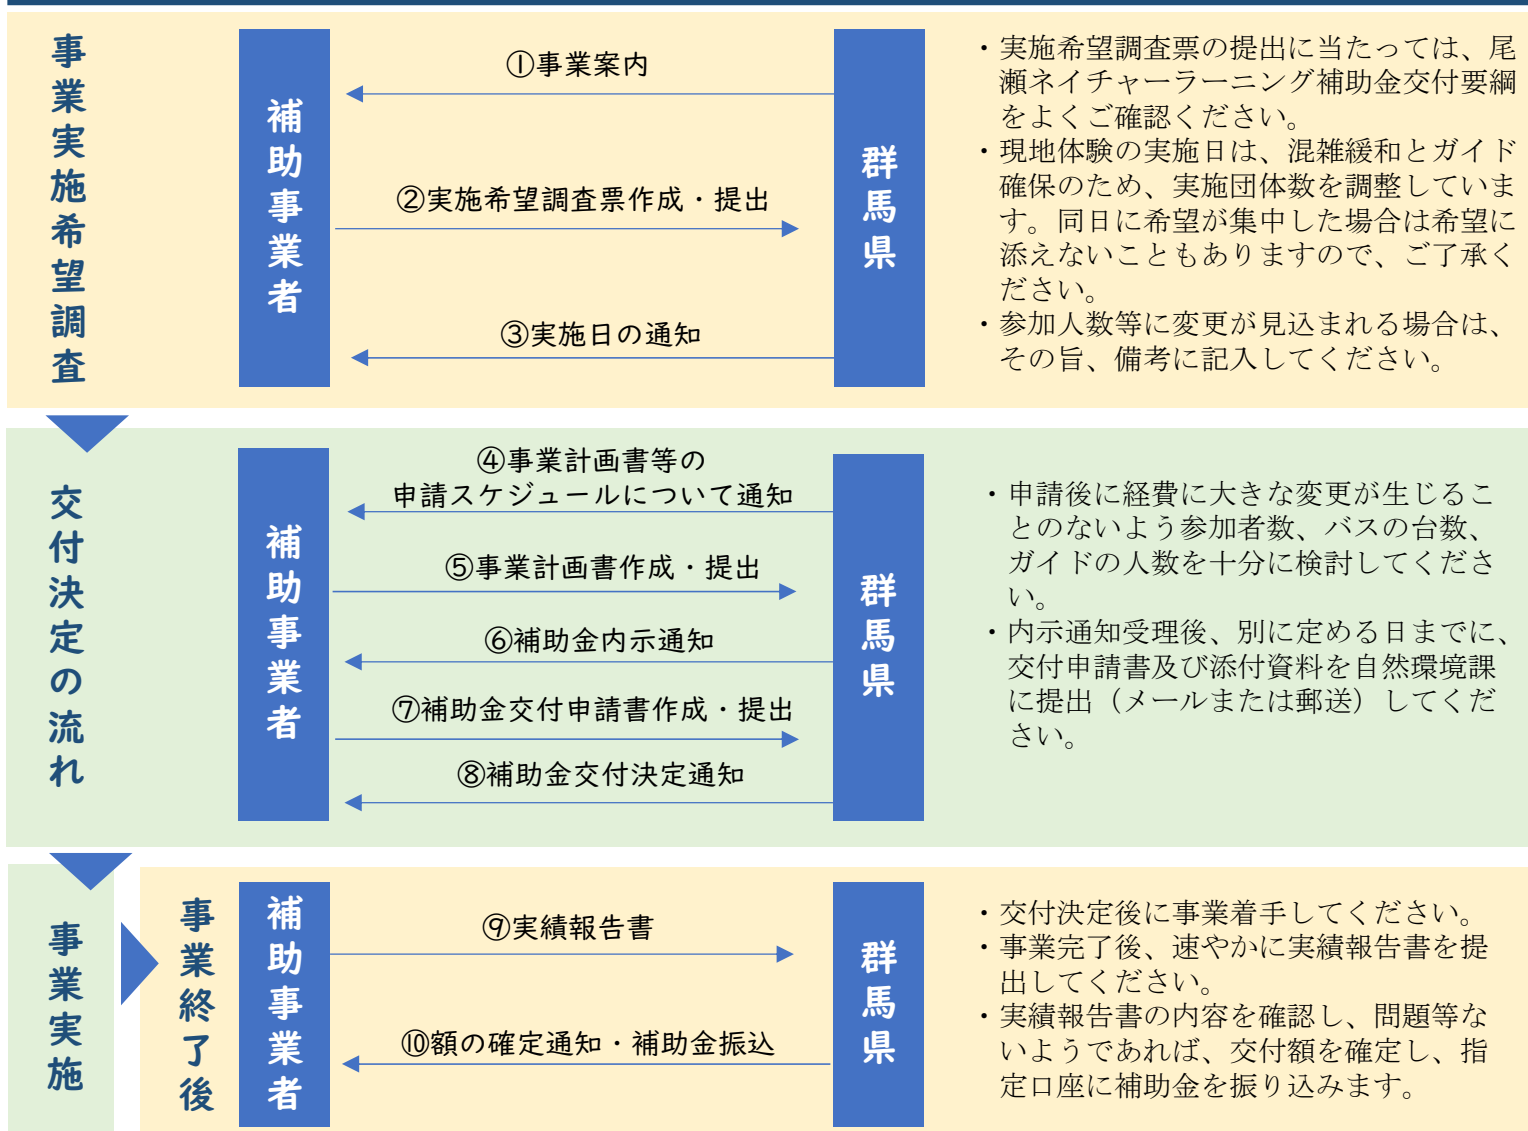 事業実施希望調査
補助事業者
①事業案内
②実施希望調査票作成・提出
③実施日の通知
群馬県
・実施希望調査票の提出に当たっては、尾
瀬ネイチャーラーニング補助金交付要綱
をよくご確認ください。
・現地体験の実施日は、混雑緩和とガイド
確保のため、実施団体数を調整していま
す。同日に希望が集中した場合は希望に
添えないこともありますので、ご了承く
ださい。
・参加人数等に変更が見込まれる場合は、
その旨、備考に記入してください。
交付決定の流れ
補助事業者
④事業計画書等の
申請スケジュールについて通知
⑤事業計画書作成・提出
⑥補助金内示通知
⑦補助金交付申請書作成・提出
⑧補助金交付決定通知
群馬県
・申請後に経費に大きな変更が生じるこ
とのないよう参加者数、バスの台数、
ガイドの人数を十分に検討してくださ
い。
・内示通知受理後、別に定める日までに、
交付申請書及び添付資料を自然環境課
に提出（メールまたは郵送）してくだ
さい。
事業実施
事業終了後
補助事業者
⑨実績報告書
⑩額の確定通知・補助金振込
群馬県
・交付決定後に事業着手してください。
・事業完了後、速やかに実績報告書を提
出してください。
・実績報告書の内容を確認し、問題等な
いようであれば、交付額を確定し、指
定口座に補助金を振り込みます。